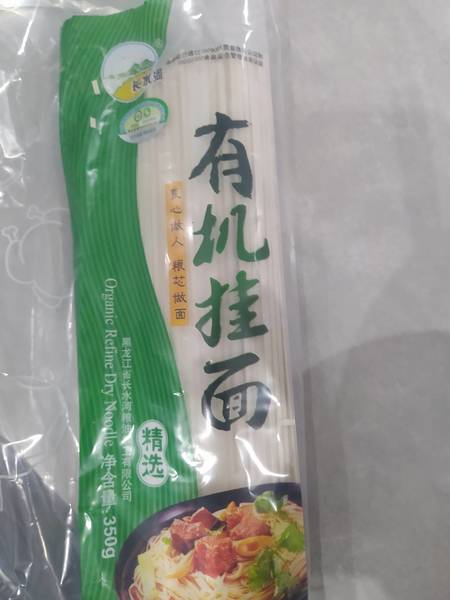 长水河
有机挂面
良心做人 粮芯做面
Organic Refine Dry Noodle 净含量:350g
精选